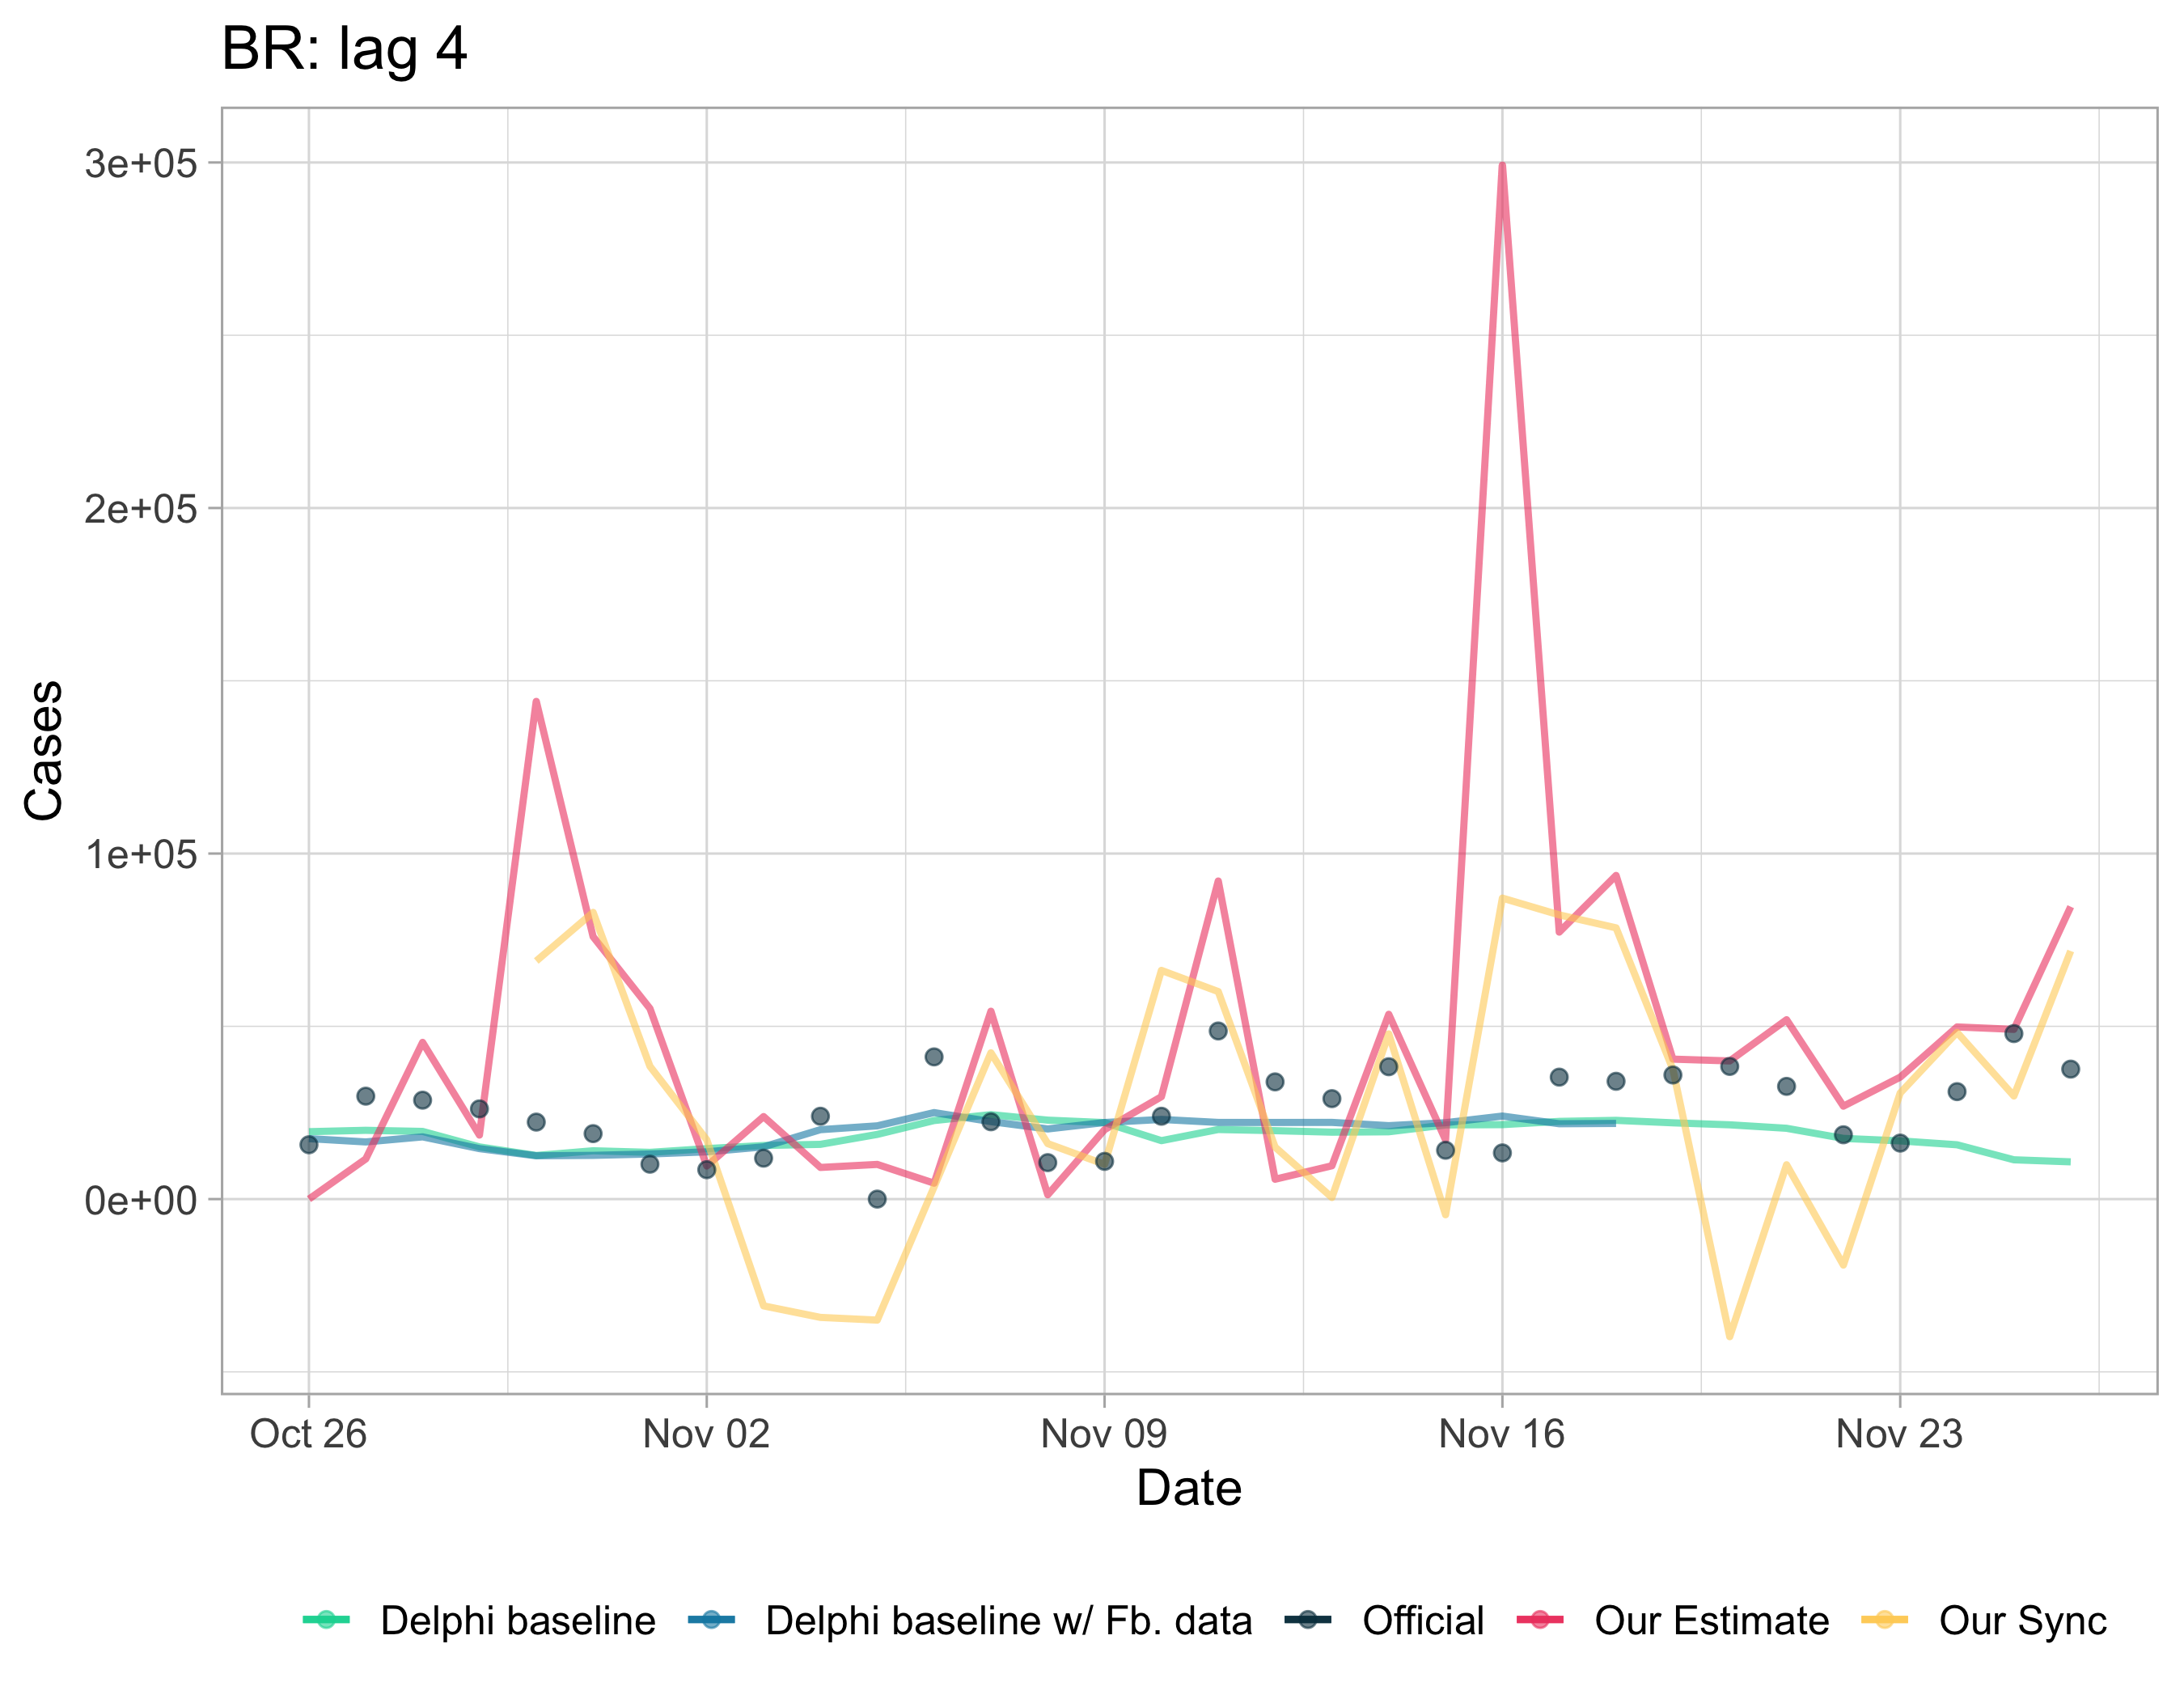 BR: lag 4
3e+05
2e+05
1e+05
0e+00
Cases
Oct 26 Nov 02 Nov 09 Nov 16 Nov 23
Date
Delphi baseline Delphi baseline w/ Fb. data Official Our Estimate Our Sync